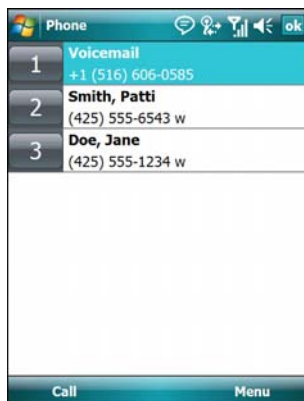 Phone
ok
1
Voicemail
+1 (516) 606-0585
2
Smith, Patti
(425) 555-6543 w
3
Doe, Jane
(425) 555-1234 w
Call
Menu